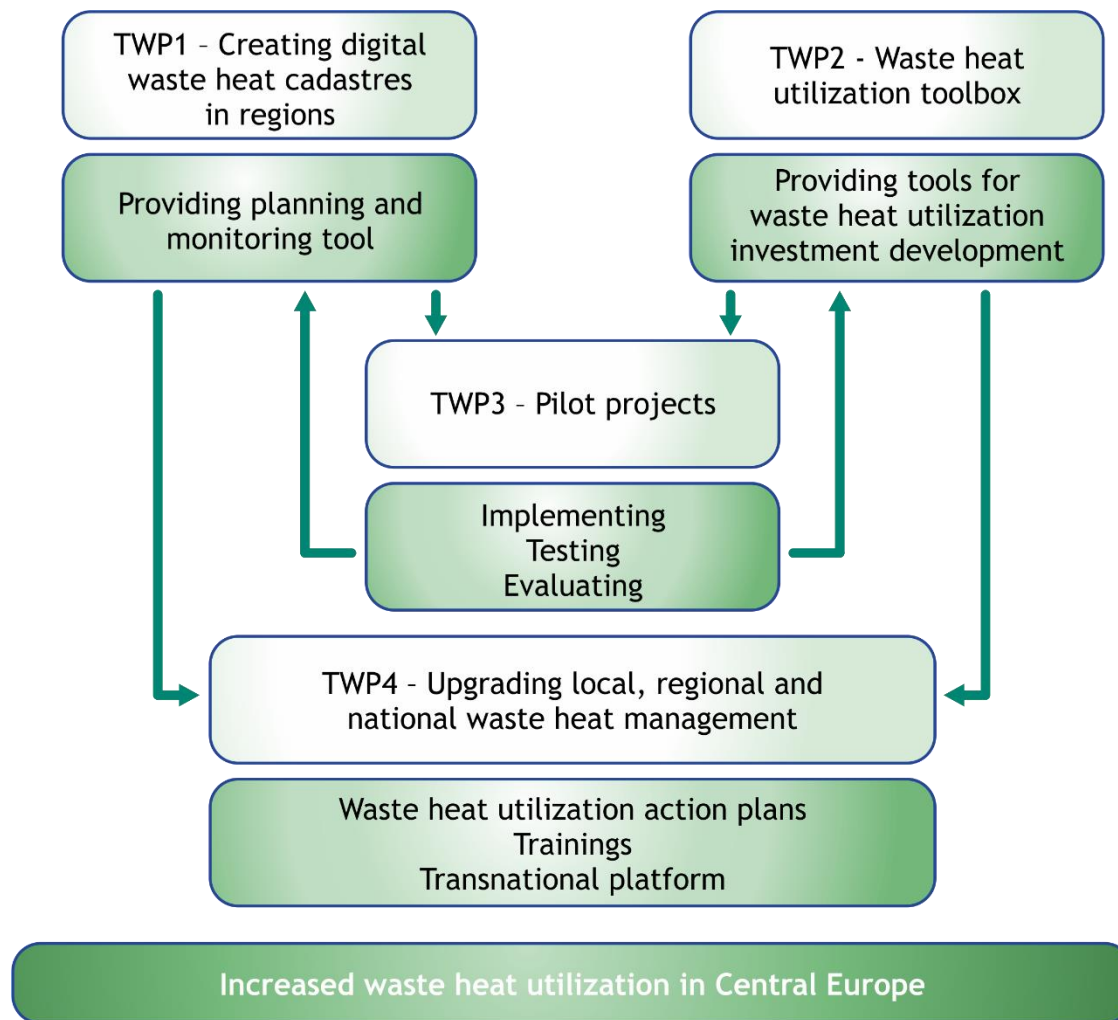 TWP1 – Creating digital
waste heat cadastres
in regions
Providing planning and
monitoring tool
TWP2 - Waste heat
utilization toolbox
Providing tools for
waste heat utilization
investment development
TWP3 – Pilot projects
Implementing
Testing
Evaluating
TWP4 – Upgrading local, regional and
national waste heat management
Waste heat utilization action plans
Trainings
Transnational platform
Increased waste heat utilization in Central Europe